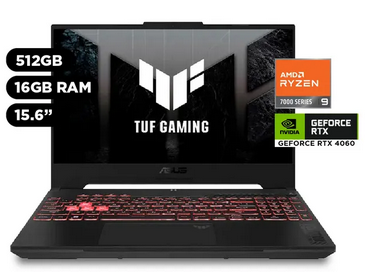 512GB
16GB RAM
15.6”
TUF GAMING
AMD
RYZEN
7000 SERIES 9
NVIDIA
GEFORCE
RTX
GEFORCE RTX 4060
ASUS